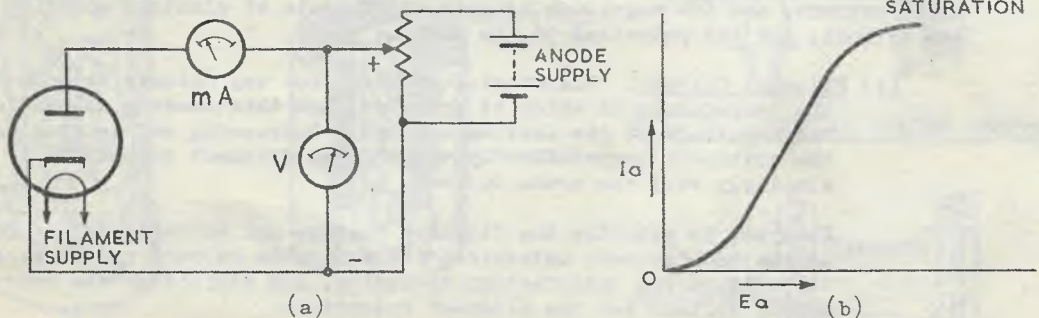 mA
+
ANODE
SUPPLY
V
FILAMENT
SUPPLY
-
(a)
SATURATION
Ia
O
Ea
(b)